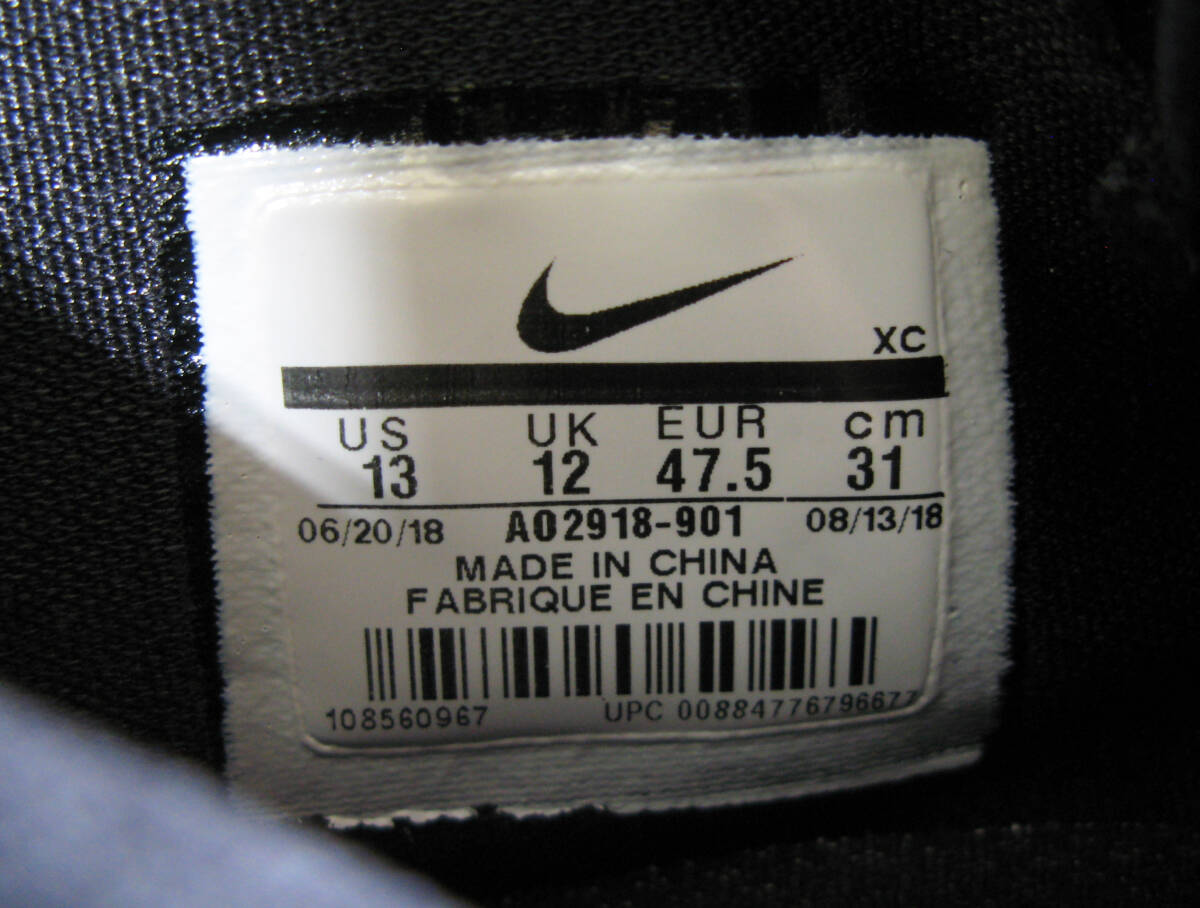 XC
US UK EUR cm
13 12 47.5 31
06/20/18 AO2918-901 08/13/18
MADE IN CHINA
FABRIQUE EN CHINE
108560967 UPC 00884776796677